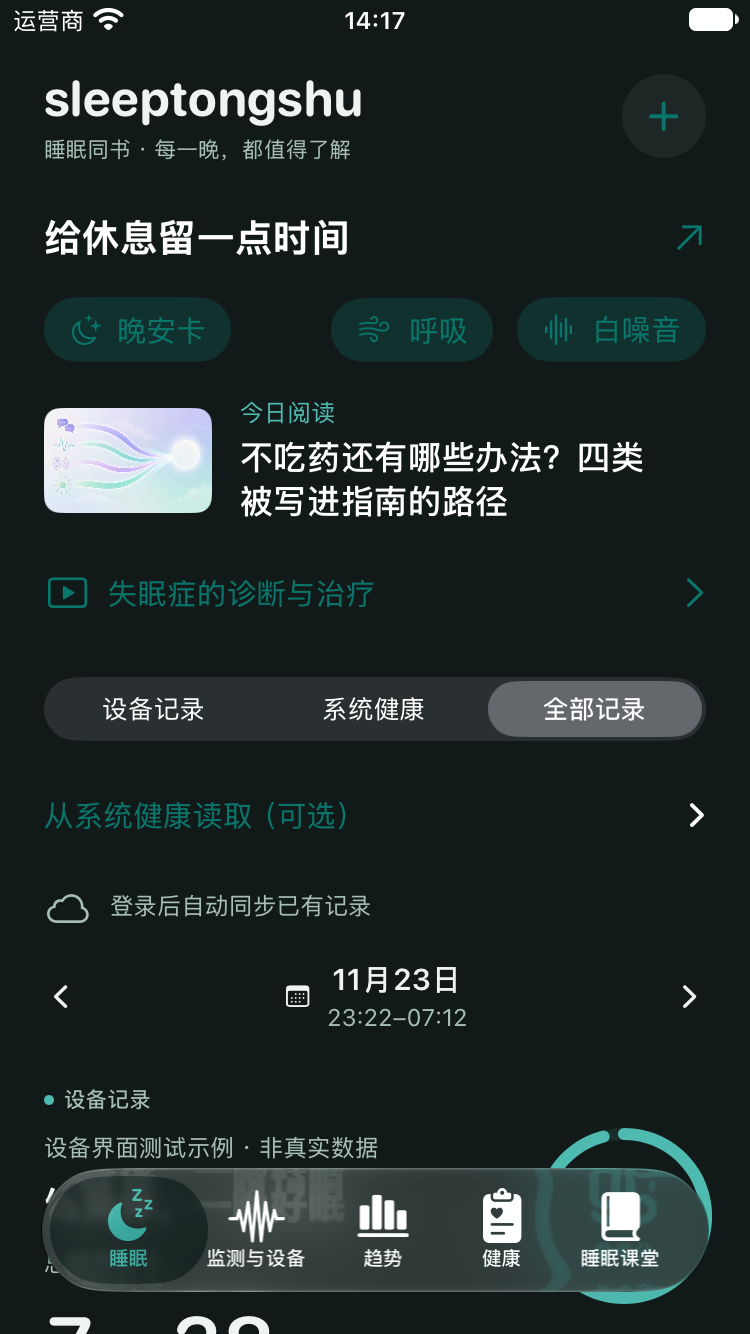 运营商
14:17
sleeptongshu
睡眠同书 · 每一晚，都值得了解
给休息留一点时间
晚安卡
呼吸
白噪音
今日阅读
不吃药还有哪些办法？四类
被写进指南的路径
失眠症的诊断与治疗
设备记录
系统健康
全部记录
从系统健康读取（可选）
登录后自动同步已有记录
11月23日
23:22–07:12
设备记录
设备界面测试示例 · 非真实数据
睡眠
监测与设备
趋势
健康
睡眠课堂